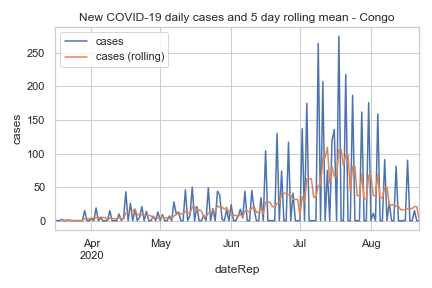 New COVID-19 daily cases and 5 day rolling mean - Congo
cases
cases (rolling)
250
200
150
100
50
0
cases
Apr
2020
May
Jun
Jul
Aug
dateRep